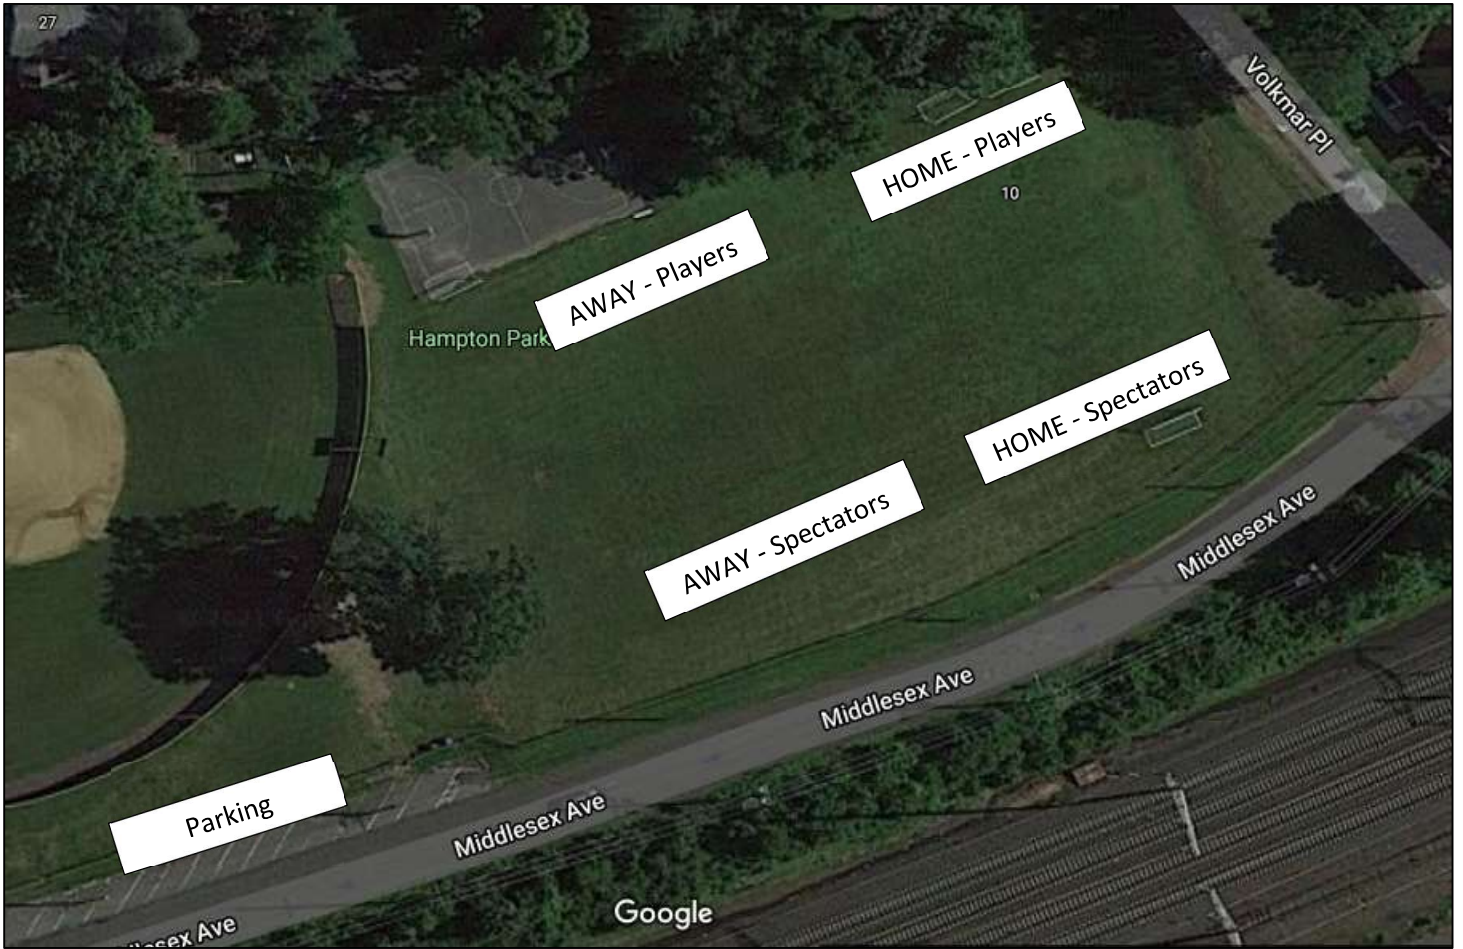 27
Volkmar Pl
HOME - Players
10
AWAY - Players
Hampton Park
HOME - Spectators
AWAY - Spectators
Middlesex Ave
Middlesex Ave
Parking
Middlesex Ave
Google
Ave